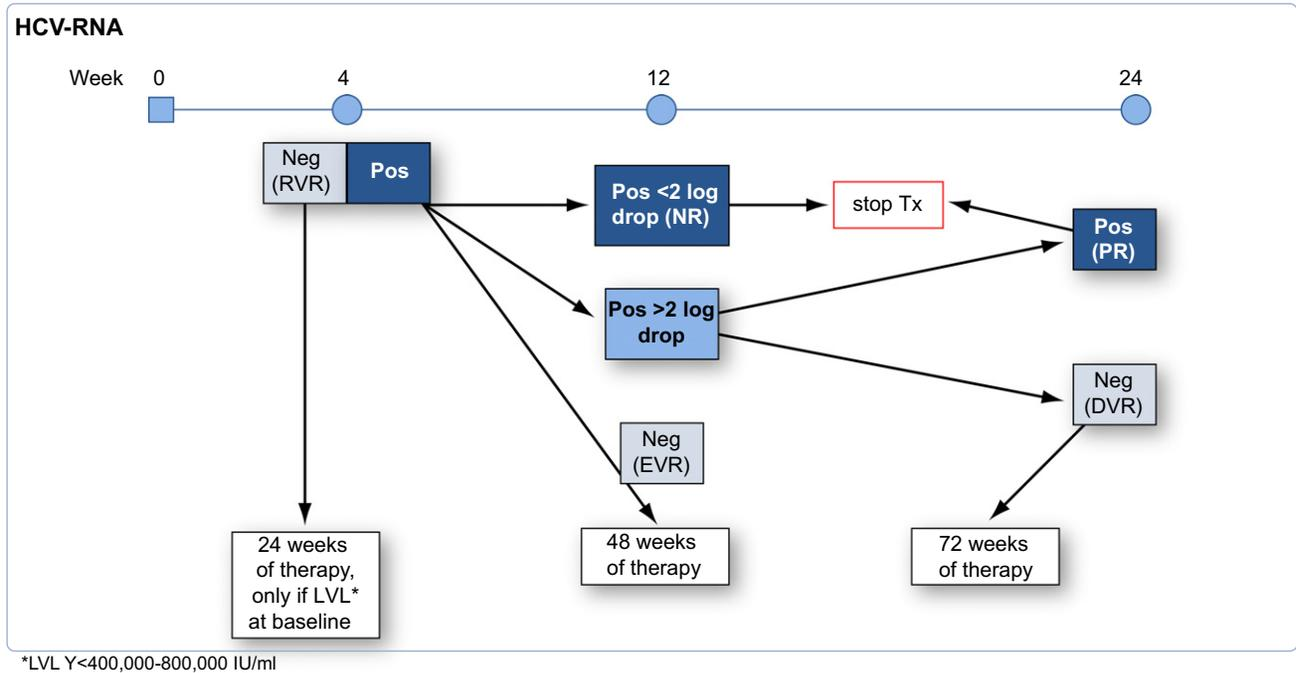 HCV-RNA
Week 0 4 12 24
Neg
(RVR)
Pos
Pos <2 log
drop (NR)
stop Tx
Pos
(PR)
Pos >2 log
drop
Neg
(DVR)
Neg
(EVR)
24 weeks
of therapy,
only if LVL*
at baseline
48 weeks
of therapy
72 weeks
of therapy
*LVL Y<400,000-800,000 IU/ml